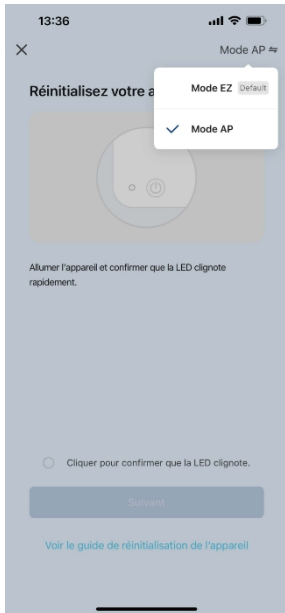 13:36
Mode AP ⇋
Réinitialisez votre a
Mode EZ Default
Mode AP
Allumer l'appareil et confirmer que la LED clignote
rapidement.
Cliquer pour confirmer que la LED clignote.
Suivant
Voir le guide de réinitialisation de l'appareil